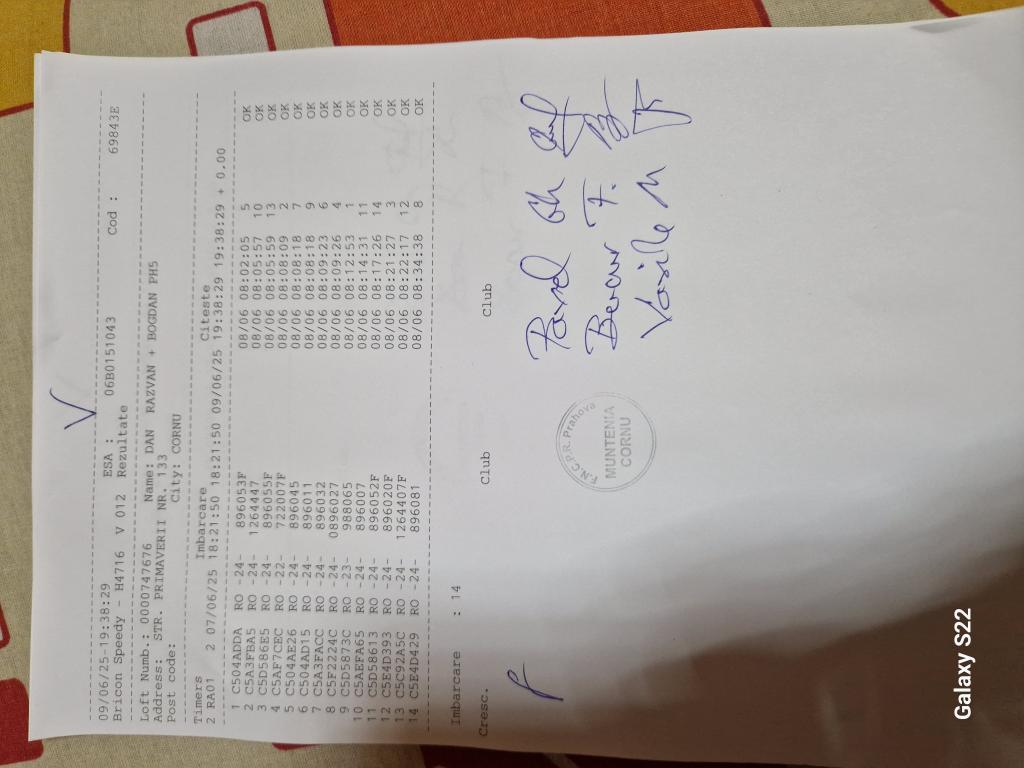 09/06/25-19:38:29
Bricon Speedy - H4716 V 012 ESA : 06B0151043 Cod : 69843E
Rezultate
Loft Numb.: 0000747676 Name: DAN RAZVAN + BOGDAN PH5
Address: STR. PRIMAVERII NR. 133
Post code: City: CORNU
Timers Imbarcare Citeste
2 RA01 2 07/06/25 18:21:50 18:21:50 09/06/25 19:38:29 19:38:29 + 0.00
1 C504ADDA RO -24- 896053F 08/06 08:02:05 5 OK
2 C5A3FBA5 RO -24- 1264447 08/06 08:05:57 10 OK
3 C5D586E5 RO -24- 896055F 08/06 08:05:59 13 OK
4 C5AF7CEC RO -22- 722007F 08/06 08:08:09 2 OK
5 C504AE26 RO -24- 896045 08/06 08:08:18 7 OK
6 C504AD15 RO -24- 896011 08/06 08:08:18 9 OK
7 C5A3FACC RO -24- 896032 08/06 08:09:23 6 OK
8 C5F2224C RO -24- 0896027 08/06 08:09:26 4 OK
9 C5D5873C RO -23- 988065 08/06 08:12:53 1 OK
10 C5AEFA65 RO -24- 896007 08/06 08:14:31 11 OK
11 C5D58613 RO -24- 896052F 08/06 08:17:26 14 OK
12 C5E4D393 RO -24- 896020F 08/06 08:21:27 3 OK
13 C5C92A5C RO -24- 1264407F 08/06 08:22:17 12 OK
14 C5E4D429 RO -24- 896081 08/06 08:34:38 8 OK
Imbarcare : 14
Cresc. Club Club
Gh
F.
Vasile M
F.N.C.P.R. Prahova
MUNTENIA
CORNU
Galaxy S22